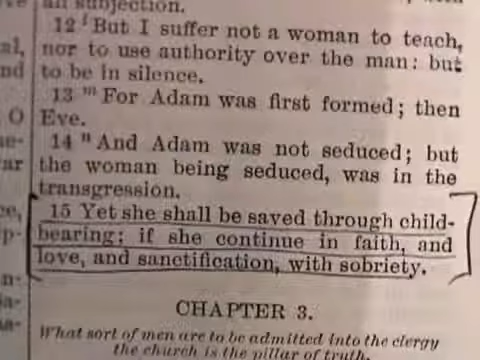 all subjection.
12 f But I suffer not a woman to teach,
nor to use authority over the man: but
to be in silence.
13 m For Adam was first formed; then
Eve.
14 n And Adam was not seduced; but
the woman being seduced, was in the
transgression.
15 Yet she shall be saved through child-
bearing; if she continue in faith, and
love, and sanctification, with sobriety.
CHAPTER 3.
What sort of men are to be admitted into the clergy
the church is the pillar of truth.